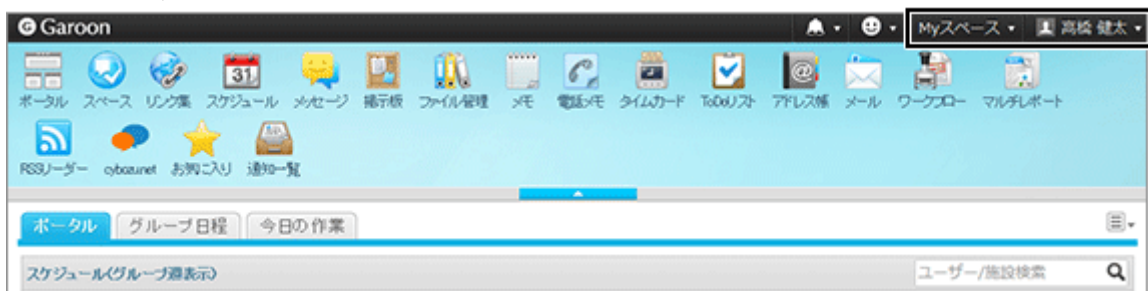 Garoon Myスペース 高橋 健太
31
ポータル スペース リンク集 スケジュール メッセージ 掲示板 ファイル管理 メモ 電話メモ タイムカード ToDoリスト アドレス帳 メール ワークフロー マルチレポート
RSSリーダー cybozu.net お気に入り 通知一覧
ポータル グループ日程 今日の作業
スケジュール(グループ週表示) ユーザー/施設検索